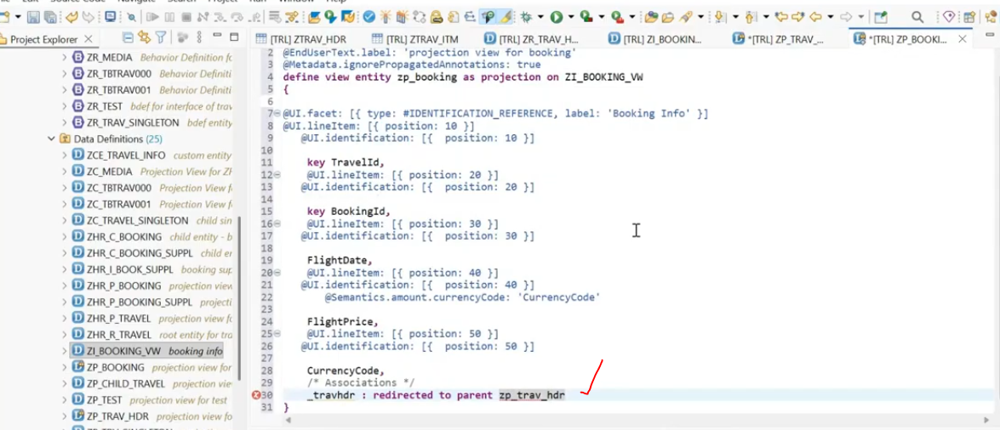 Project Explorer
ZR_MEDIA Behavior Definition fo
ZR_TBTRAV000 Behavior Definiti
ZR_TBTRAV001 Behavior Definiti
ZR_TEST bdef for interface of trav
ZR_TRAV_SINGLETON bdef entity
Data Definitions (25)
ZCE_TRAVEL_INFO custom entity
ZC_MEDIA Projection View for ZF
ZC_TBTRAV000 Projection View f
ZC_TBTRAV001 Projection View f
ZC_TRAVEL_SINGLETON child sin
ZHR_C_BOOKING child entity - b
ZHR_C_BOOKING_SUPPL child er
ZHR_I_BOOK_SUPPL booking sup
ZHR_P_BOOKING projection view
ZHR_P_BOOKING_SUPPL projecti
ZHR_P_TRAVEL projection view fo
ZHR_R_TRAVEL root entity for tra
ZI_BOOKING_VW booking info
ZP_BOOKING projection view for
ZP_CHILD_TRAVEL projection vie
ZP_TEST projection view for test
ZP_TRAV_HDR projection view fo
[TRL] ZTRAV_HDR
[TRL] ZTRAV_ITM
[TRL] ZR_TRAV_H...
[TRL] ZI_BOOKIN...
*[TRL] ZP_TRAV_...
*[TRL] ZP_BOOKI...
2 @EndUserText.label: 'projection view for booking'
3 @Metadata.ignorePropagatedAnnotations: true
4 define view entity zp_booking as projection on ZI_BOOKING_VW
5 {
6
7 @UI.facet: [{ type: #IDENTIFICATION_REFERENCE, label: 'Booking Info' }]
8 @UI.lineItem: [{ position: 10 }]
9 @UI.identification: [{ position: 10 }]
10
11 key TravelId,
12 @UI.lineItem: [{ position: 20 }]
13 @UI.identification: [{ position: 20 }]
14
15 key BookingId,
16 @UI.lineItem: [{ position: 30 }]
17 @UI.identification: [{ position: 30 }]
18
19 FlightDate,
20 @UI.lineItem: [{ position: 40 }]
21 @UI.identification: [{ position: 40 }]
22 @Semantics.amount.currencyCode: 'CurrencyCode'
23
24 FlightPrice,
25 @UI.lineItem: [{ position: 50 }]
26 @UI.identification: [{ position: 50 }]
27
28 CurrencyCode,
29 /* Associations */
30 _travhdr : redirected to parent zp_trav_hdr
31 }